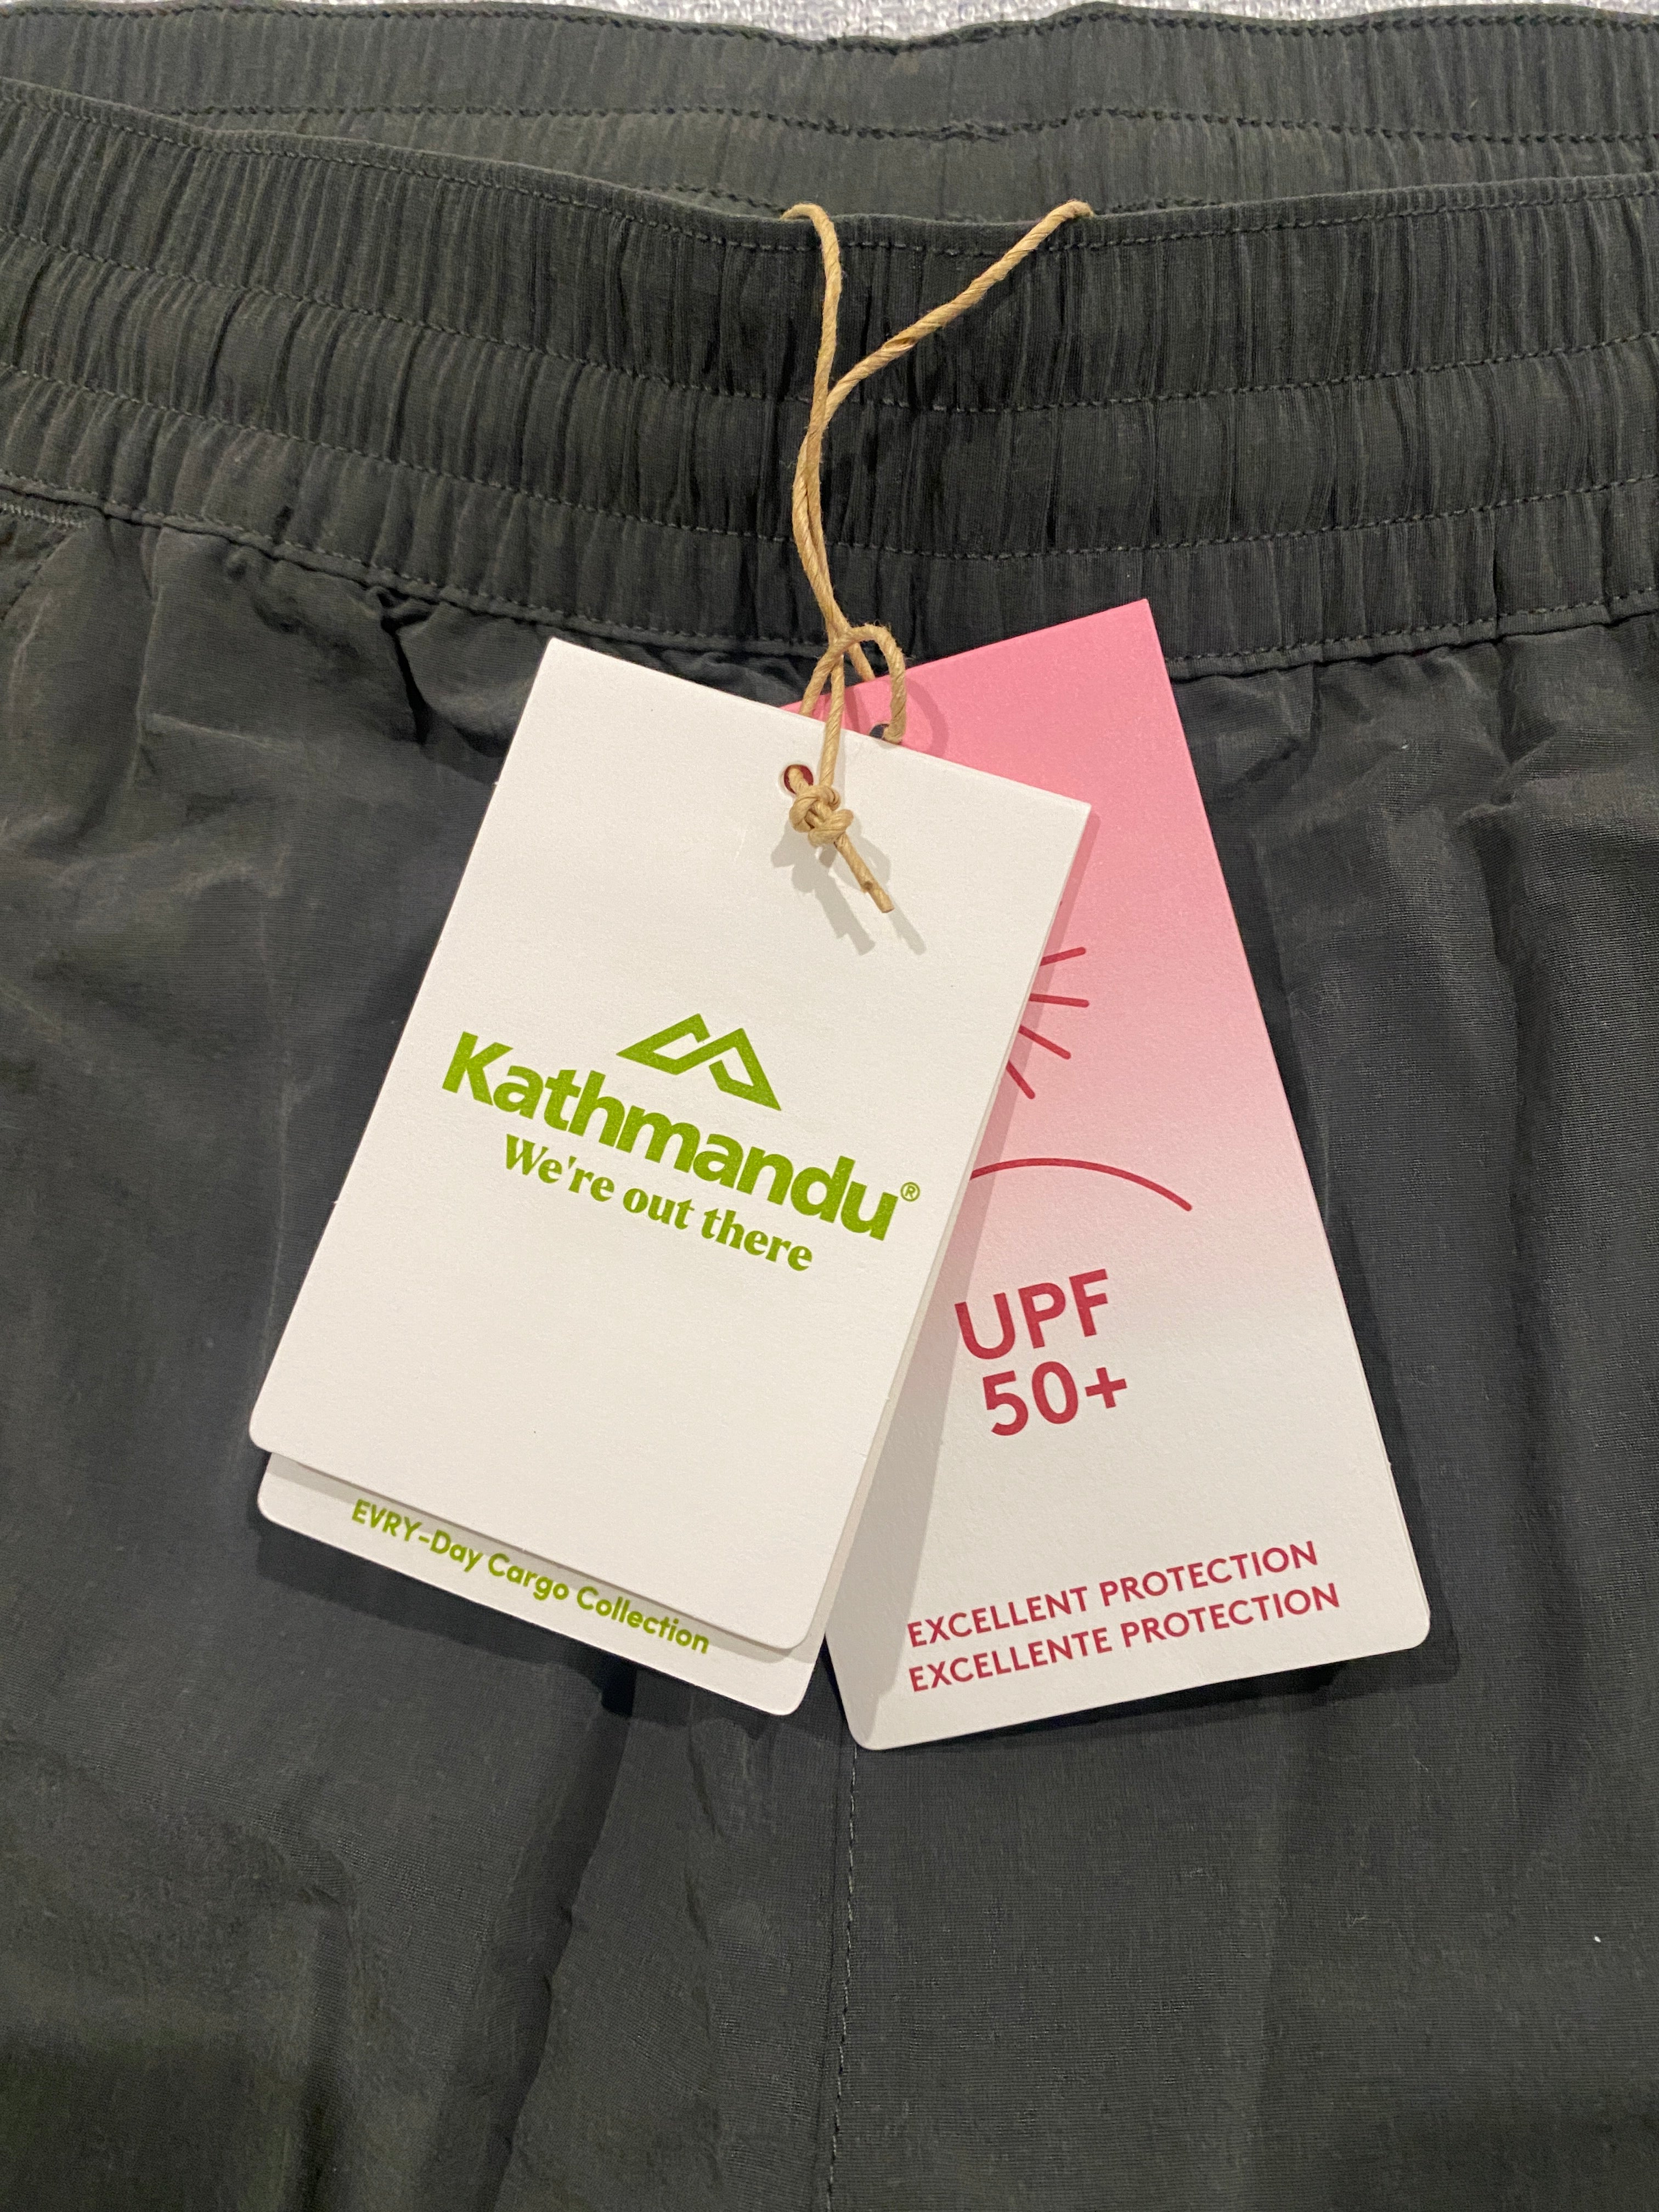 Kathmandu®
We're out there
EVRY-Day Cargo Collection
UPF
50+
EXCELLENT PROTECTION
EXCELLENTE PROTECTION